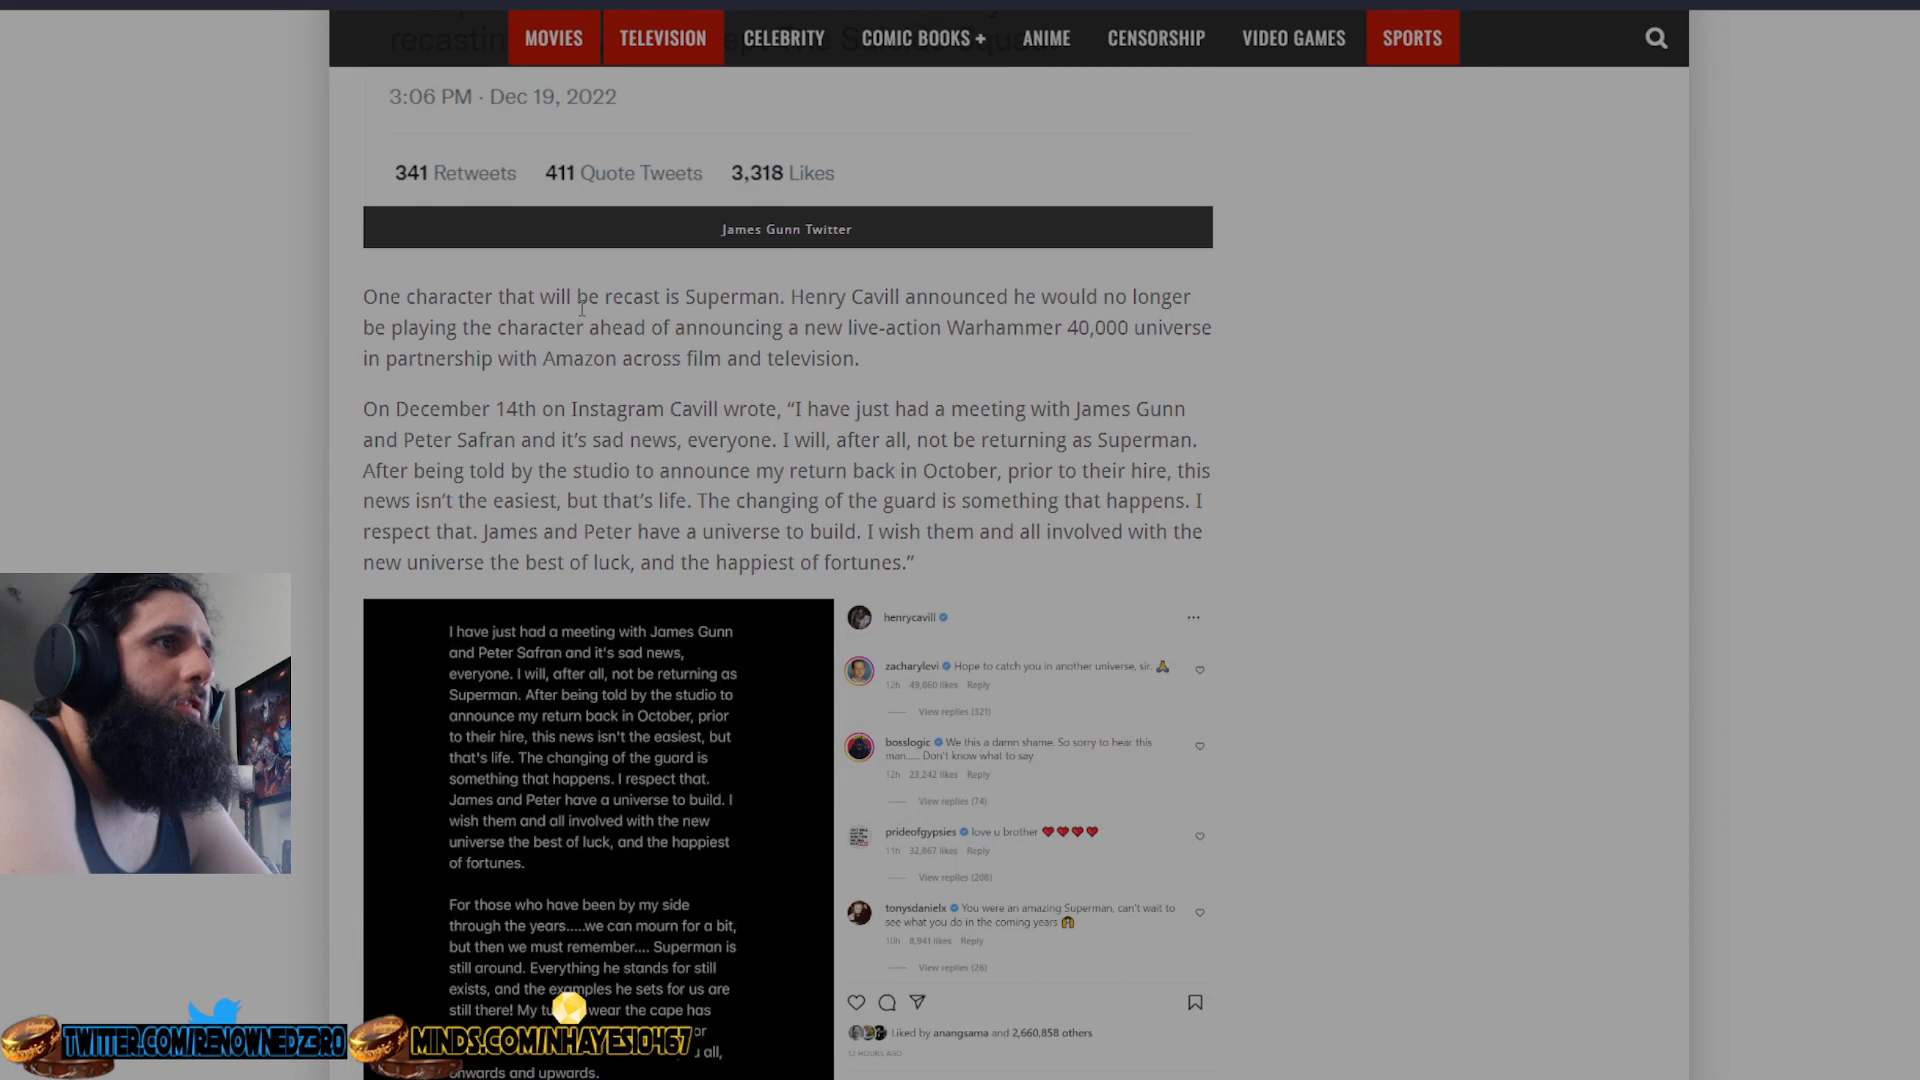 recastin
MOVIES TELEVISION CELEBRITY COMIC BOOKS + ANIME CENSORSHIP VIDEO GAMES SPORTS
3:06 PM · Dec 19, 2022
341 Retweets 411 Quote Tweets 3,318 Likes
James Gunn Twitter
One character that will be recast is Superman. Henry Cavill announced he would no longer
be playing the character ahead of announcing a new live-action Warhammer 40,000 universe
in partnership with Amazon across film and television.
On December 14th on Instagram Cavill wrote, “I have just had a meeting with James Gunn
and Peter Safran and it’s sad news, everyone. I will, after all, not be returning as Superman.
After being told by the studio to announce my return back in October, prior to their hire, this
news isn’t the easiest, but that’s life. The changing of the guard is something that happens. I
respect that. James and Peter have a universe to build. I wish them and all involved with the
new universe the best of luck, and the happiest of fortunes.”
I have just had a meeting with James Gunn
and Peter Safran and it's sad news,
everyone. I will, after all, not be returning as
Superman. After being told by the studio to
announce my return back in October, prior
to their hire, this news isn't the easiest, but
that's life. The changing of the guard is
something that happens. I respect that.
James and Peter have a universe to build. I
wish them and all involved with the new
universe the best of luck, and the happiest
of fortunes.
For those who have been by my side
through the years.....we can mourn for a bit,
but then we must remember.... Superman is
still around. Everything he stands for still
exists, and the examples he sets for us are
still there! My tu wear the cape has
or
u all,
onwards and upwards.
henrycavill
zacharylevi Hope to catch you in another universe, sir. 🙏
12h 49,860 likes Reply
View replies (321)
bosslogic We this a damn shame. So sorry to hear this
man..... Don't know what to say
12h 23,242 likes Reply
View replies (74)
prideofgypsies love u brother ❤️❤️❤️❤️
11h 32,867 likes Reply
View replies (208)
tonysdanielx You were an amazing Superman, can't wait to
see what you do in the coming years 🙌
10h 8,941 likes Reply
View replies (26)
Liked by anangsama and 2,660,858 others
12 HOURS AGO
TWITTER.COM/RENOWNEDZ3R0
MINDS.COM/NHAYES10467